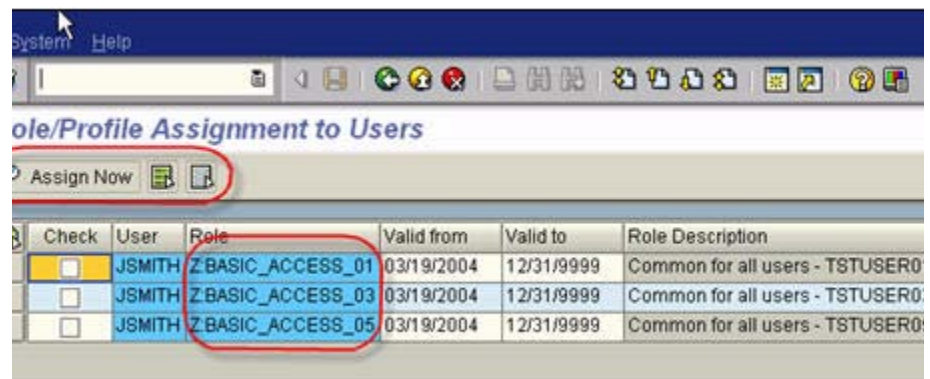 System Help
ole/Profile Assignment to Users
Assign Now
Check User Role Valid from Valid to Role Description
JSMITH Z:BASIC_ACCESS_01 03/19/2004 12/31/9999 Common for all users - TSTUSER0
JSMITH Z:BASIC_ACCESS_03 03/19/2004 12/31/9999 Common for all users - TSTUSER0
JSMITH Z:BASIC_ACCESS_05 03/19/2004 12/31/9999 Common for all users - TSTUSER0